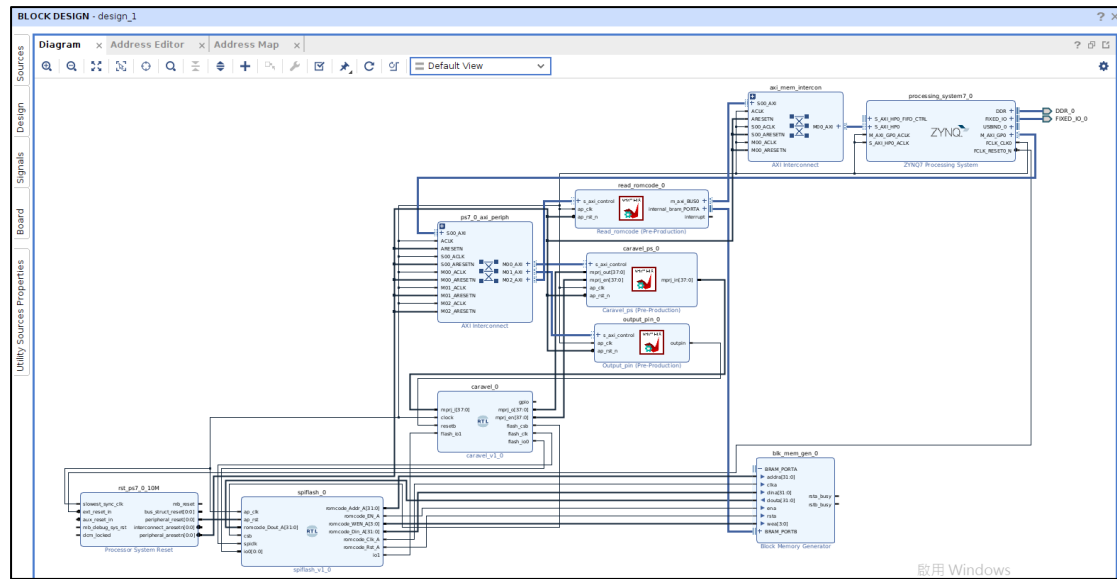 BLOCK DESIGN - design_1
Diagram
Address Editor
Address Map
Default View
Sources
Design
Signals
Board
Utility Sources Properties
axi_mem_intercon
S00_AXI
ACLK
ARESETN
S00_ACLK
S00_ARESETN
M00_ACLK
M00_ARESETN
M00_AXI
AXI Interconnect
processing_system7_0
S_AXI_HP0_FIFO_CTRL
S_AXI_HP0
M_AXI_GP0_ACLK
S_AXI_HP0_ACLK
ZYNQ
DDR
FIXED_IO
USBIND_0
M_AXI_GP0
FCLK_CLK0
FCLK_RESET0_N
ZYNQ7 Processing System
DDR_0
FIXED_IO_0
read_romcode_0
s_axi_control
ap_clk
ap_rst_n
m_axi_BUS0
internal_bram_PORTA
interrupt
Read_romcode (Pre-Production)
ps7_0_axi_periph
S00_AXI
ACLK
ARESETN
S00_ACLK
S00_ARESETN
M00_ACLK
M00_ARESETN
M01_ACLK
M01_ARESETN
M02_ACLK
M02_ARESETN
M00_AXI
M01_AXI
M02_AXI
AXI Interconnect
caravel_ps_0
s_axi_control
mprj_out[37:0]
mprj_en[37:0]
ap_clk
ap_rst_n
mprj_in[37:0]
Caravel_ps (Pre-Production)
output_pin_0
s_axi_control
ap_clk
ap_rst_n
outpin
Output_pin (Pre-Production)
caravel_0
mprj_i[37:0]
clock
resetb
flash_io1
RTL
gpio
mprj_o[37:0]
mprj_en[37:0]
flash_csb
flash_clk
flash_io0
caravel_v1_0
rst_ps7_0_10M
slowest_sync_clk
ext_reset_in
aux_reset_in
mb_debug_sys_rst
dcm_locked
mb_reset
bus_struct_reset[0:0]
peripheral_reset[0:0]
interconnect_aresetn[0:0]
peripheral_aresetn[0:0]
Processor System Reset
spiflash_0
ap_clk
ap_rst
romcode_Dout_A[31:0]
csb
spiclk
io0[0:0]
RTL
romcode_Addr_A[31:0]
romcode_EN_A
romcode_WEN_A[3:0]
romcode_Din_A[31:0]
romcode_Clk_A
romcode_Rst_A
io1
spiflash_v1_0
blk_mem_gen_0
BRAM_PORTA
addra[31:0]
clka
dina[31:0]
douta[31:0]
ena
rsta
wea[3:0]
BRAM_PORTB
rsta_busy
rstb_busy
Block Memory Generator
啟用 Windows